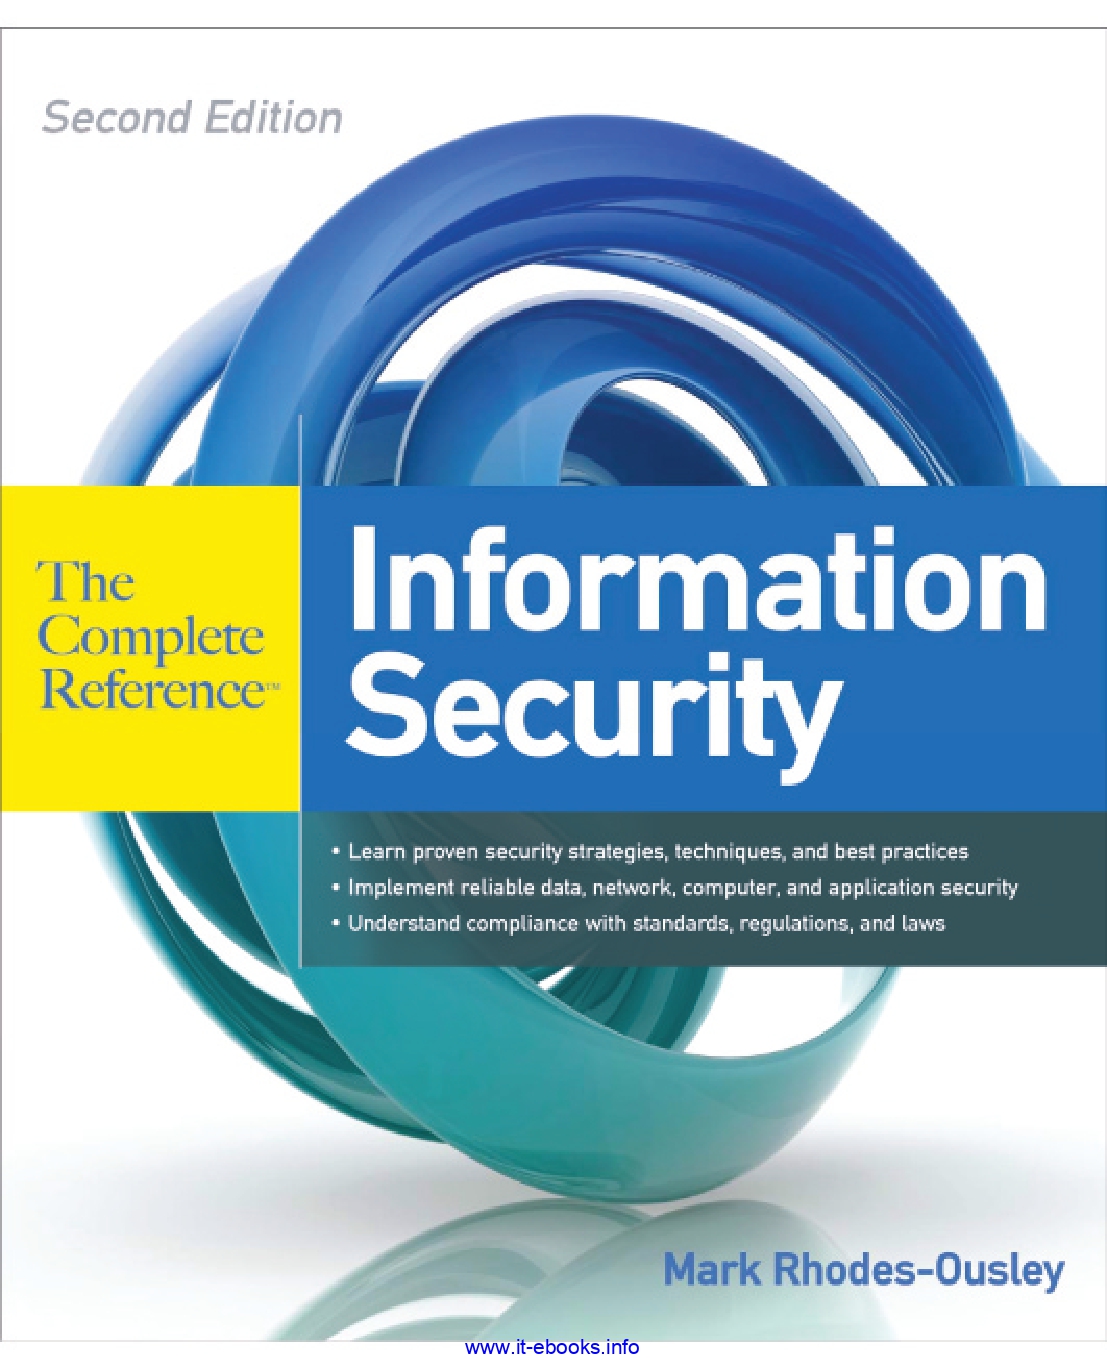 Second Edition
The
Complete
Reference™
Information
Security
• Learn proven security strategies, techniques, and best practices
• Implement reliable data, network, computer, and application security
• Understand compliance with standards, regulations, and laws
Mark Rhodes-Ousley
www.it-ebooks.info